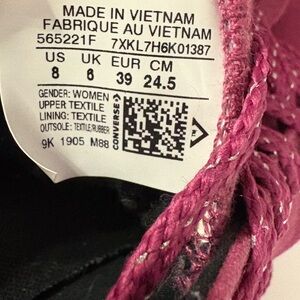 MADE IN VIETNAM
FABRIQUE AU VIETNAM
565221F 7XKL7H6K01387
US UK EUR CM
8 6 39 24.5
GENDER: WOMEN
UPPER TEXTILE
LINING: TEXTILE
OUTSOLE: TEXTILE/RUBBER
9K 1905 M88
CONVERSE